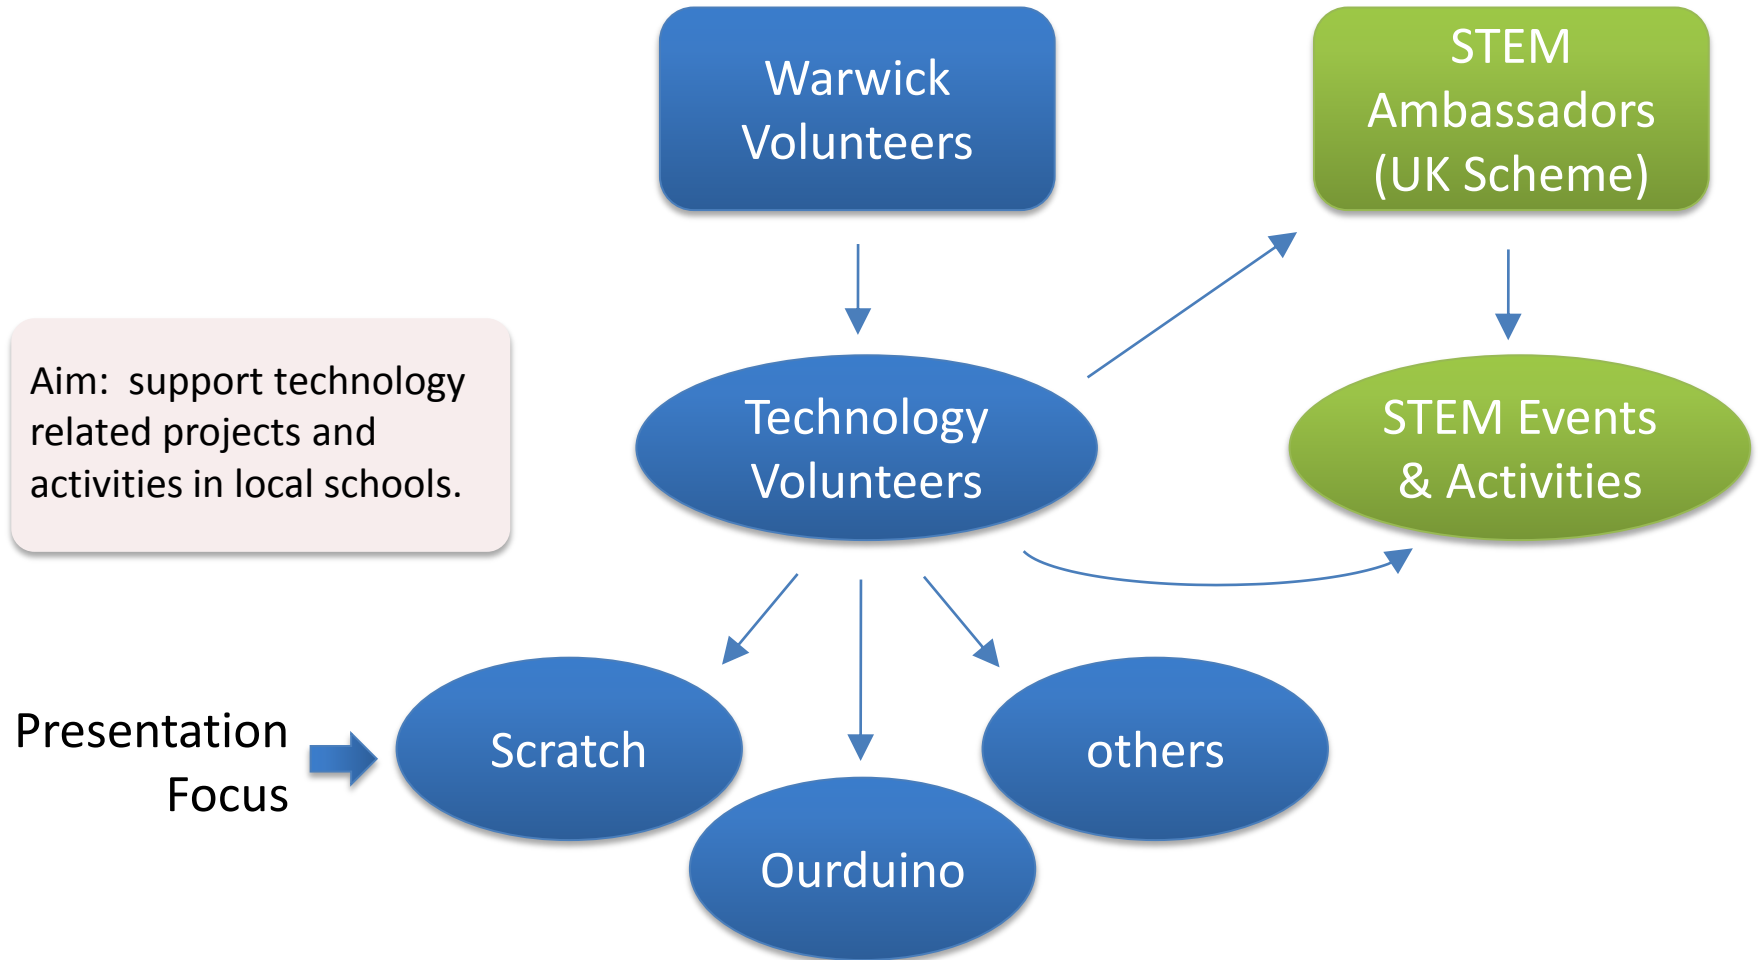 Warwick
Volunteers
STEM
Ambassadors
(UK Scheme)
Aim:  support technology
related projects and
activities in local schools.
Technology
Volunteers
STEM Events
& Activities
Presentation
Focus
Scratch
others
Ourduino